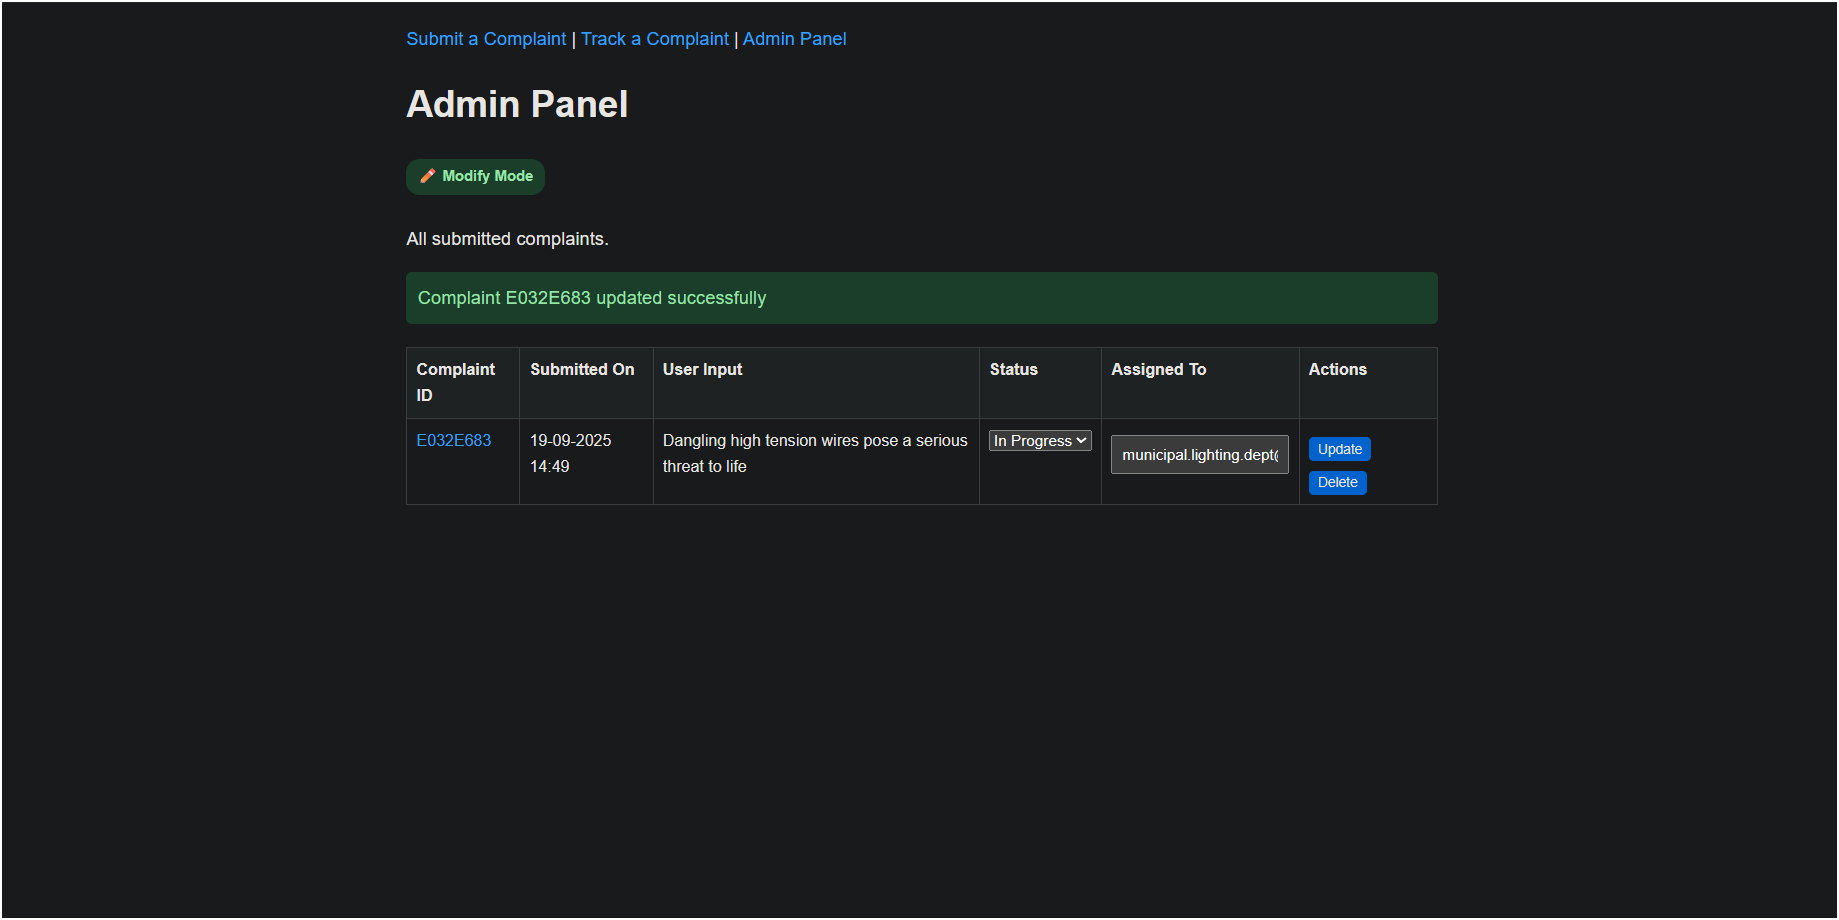 Submit a Complaint | Track a Complaint | Admin Panel
Admin Panel
Modify Mode
All submitted complaints.
Complaint E032E683 updated successfully
Complaint ID Submitted On User Input Status Assigned To Actions
E032E683 19-09-2025 14:49 Dangling high tension wires pose a serious threat to life In Progress municipal.lighting.dept@ Update Delete